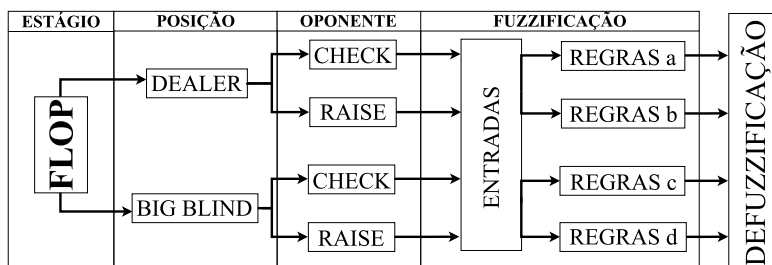 ESTÁGIO
POSIÇÃO
OPONENTE
FUZZIFICAÇÃO
FLOP
DEALER
BIG BLIND
CHECK
RAISE
CHECK
RAISE
ENTRADAS
REGRAS a
REGRAS b
REGRAS c
REGRAS d
DEFUZZIFICAÇÃO